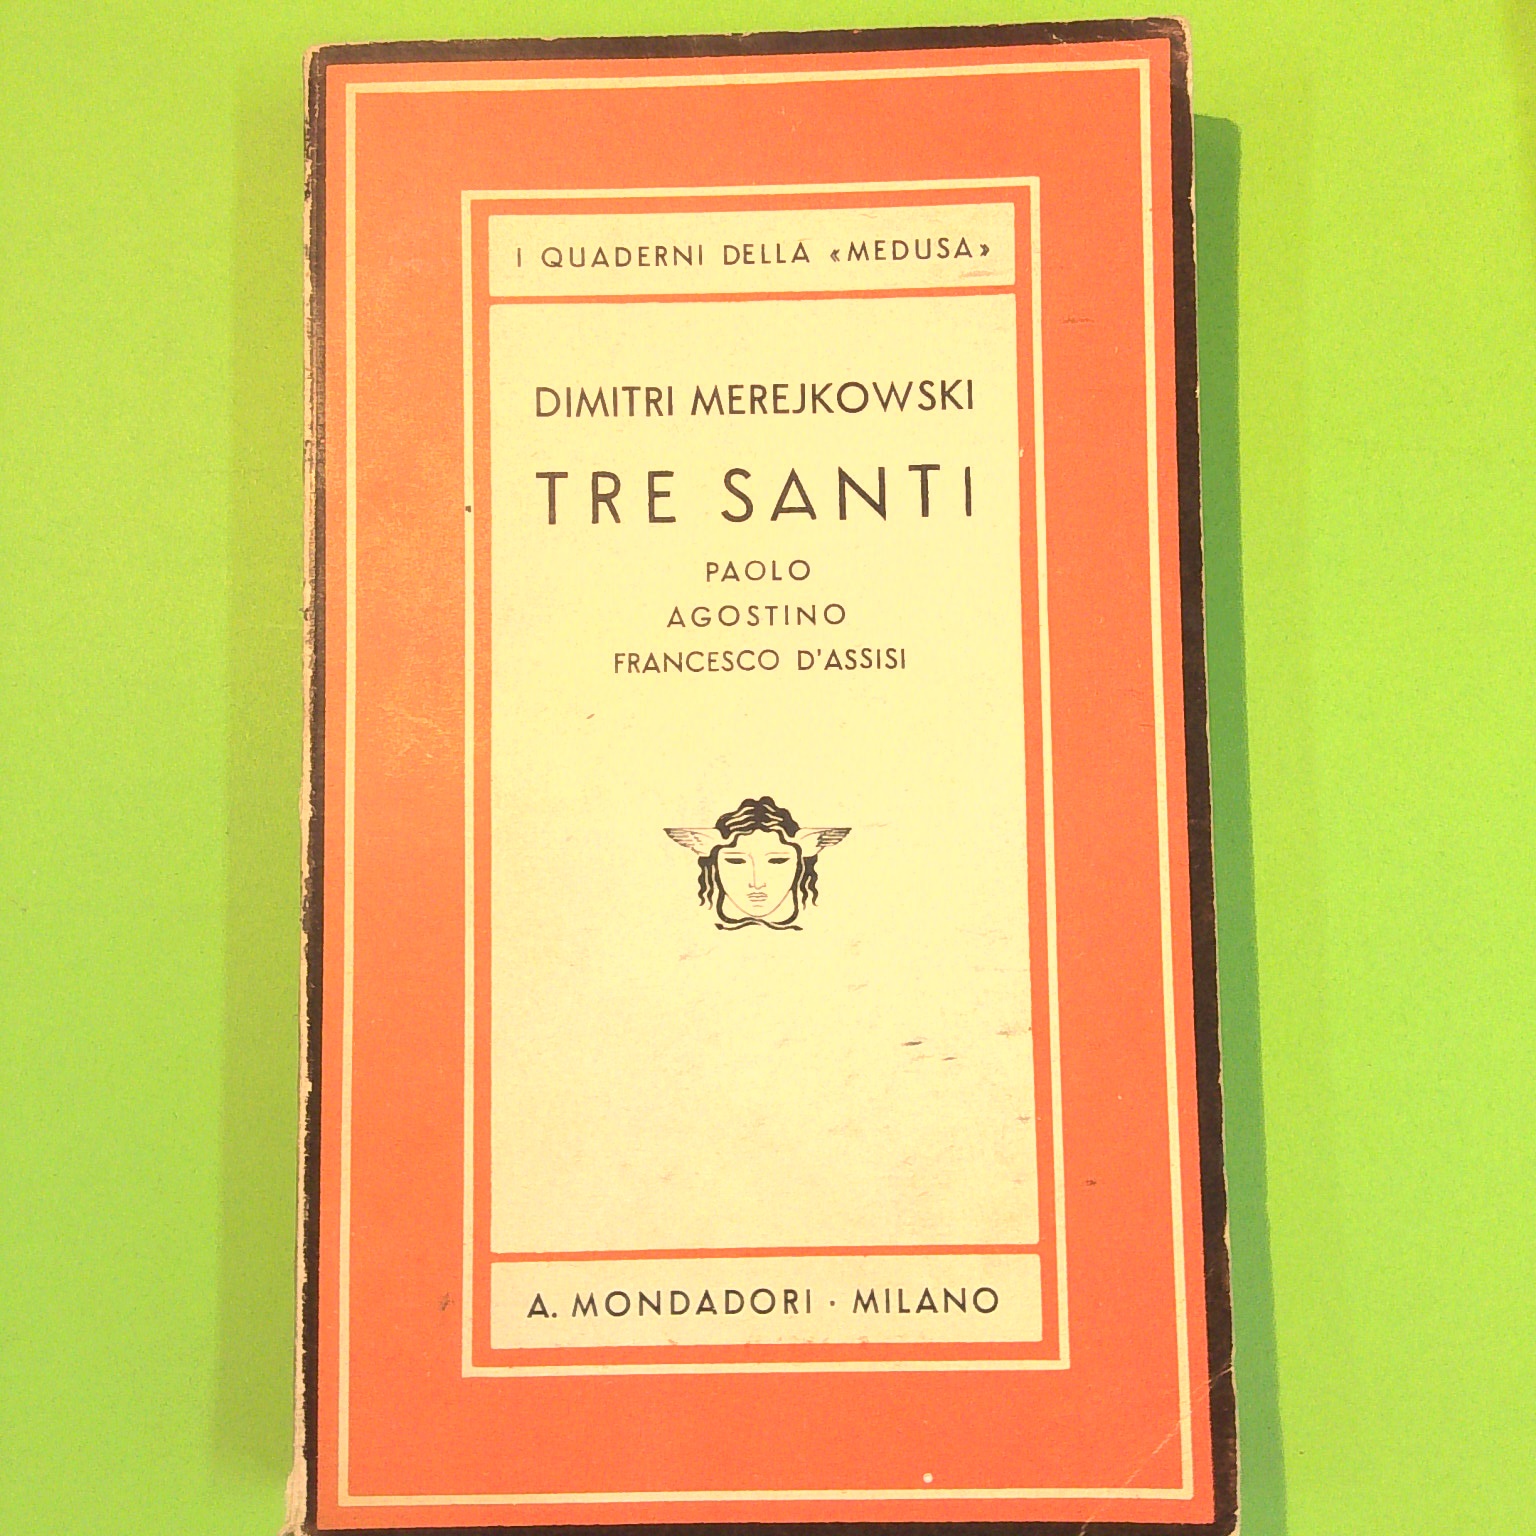 I QUADERNI DELLA «MEDUSA»
DIMITRI MEREJKOWSKI
TRE SANTI
PAOLO
AGOSTINO
FRANCESCO D'ASSISI
A. MONDADORI · MILANO